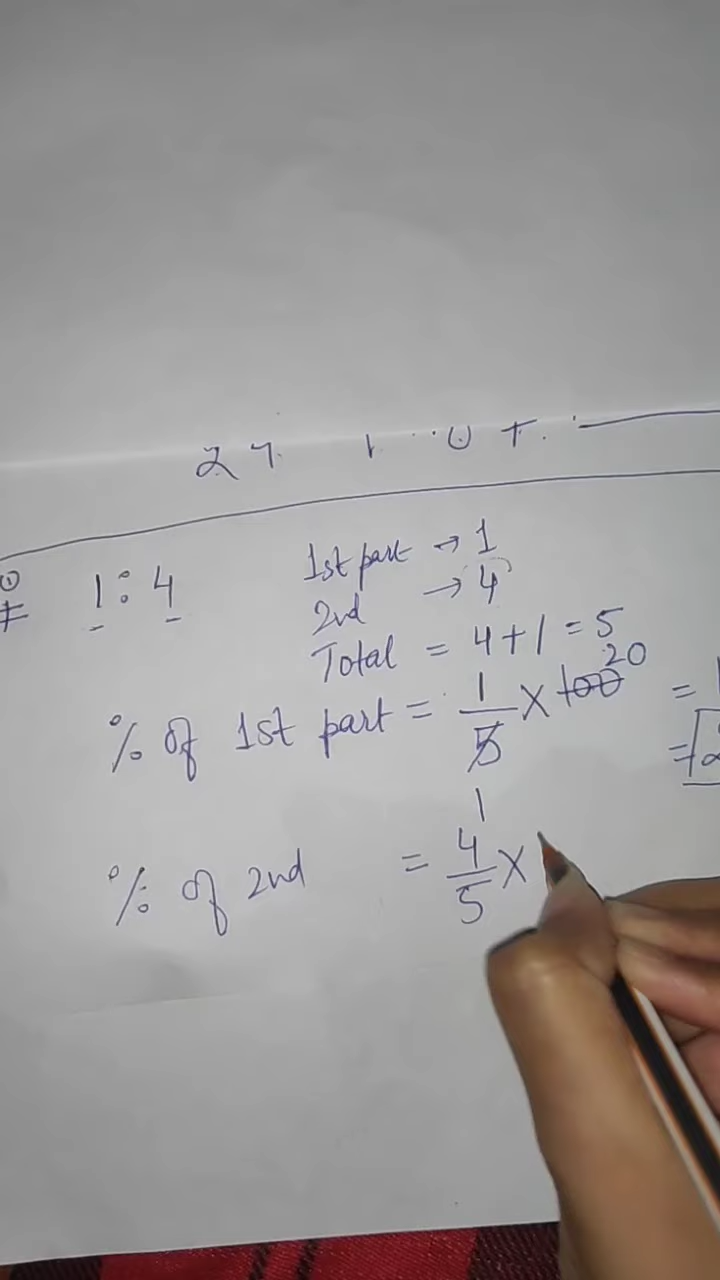 1 : 4
1st part → 1
2nd → 4
Total = 4+1 = 5
% of 1st part = 1/5 × 100 20 =
1
=
% of 2nd = 4/5 ×